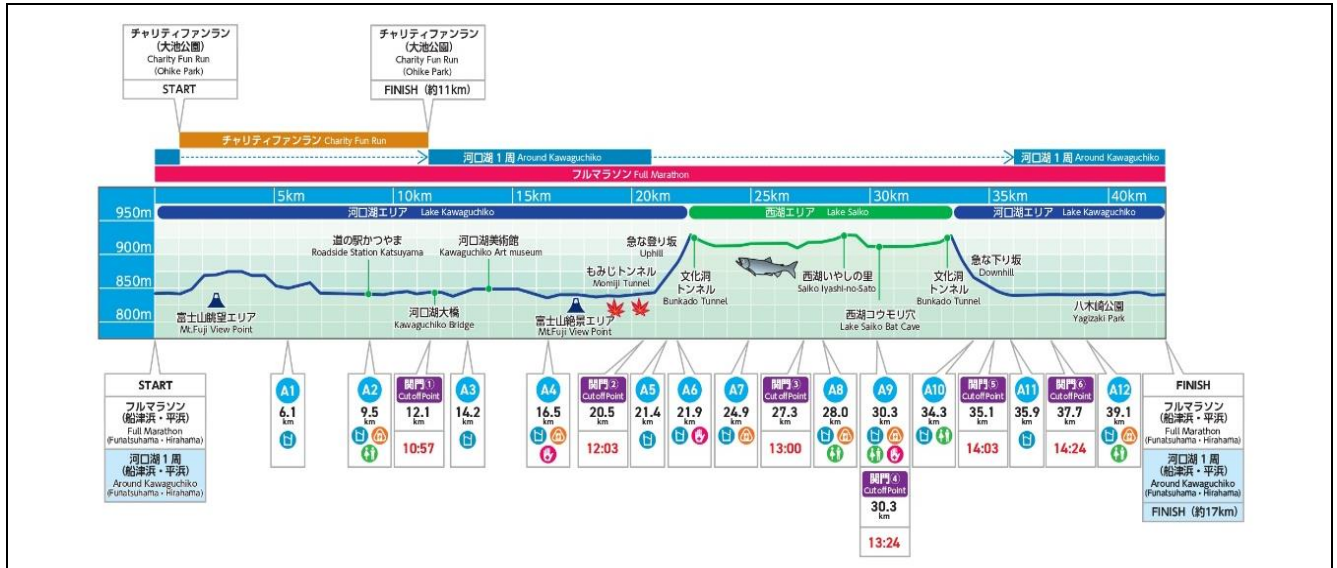 チャリティファンラン
(大池公園)
Charity Fun Run
(Ohike Park)
START
チャリティファンラン
(大池公園)
Charity Fun Run
(Ohike Park)
FINISH (約11km)
チャリティファンラン Charity Fun Run
河口湖1周 Around Kawaguchiko
河口湖1周 Around Kawaguchiko
フルマラソン Full Marathon
5km
10km
15km
20km
25km
30km
35km
40km
950m
900m
850m
800m
河口湖エリア Lake Kawaguchiko
西湖エリア Lake Saiko
河口湖エリア Lake Kawaguchiko
富士山眺望エリア
Mt.Fuji View Point
道の駅かつやま
Roadside Station Katsuyama
河口湖大橋
Kawaguchiko Bridge
河口湖美術館
Kawaguchiko Art museum
富士山絶景エリア
Mt.Fuji View Point
もみじトンネル
Momiji Tunnel
急な登り坂
Uphill
文化洞
トンネル
Bunkado Tunnel
西湖いやしの里
Saiko Iyashi-no-Sato
西湖コウモリ穴
Lake Saiko Bat Cave
文化洞
トンネル
Bunkado Tunnel
急な下り坂
Downhill
八木崎公園
Yagizaki Park
START
フルマラソン
(船津浜・平浜)
Full Marathon
(Funatsuhama・Hirahama)
河口湖1周
(船津浜・平浜)
Around Kawaguchiko
(Funatsuhama・Hirahama)
A1
6.1
km
A2
9.5
km
関門①
Cut off Point
12.1
km
10:57
A3
14.2
km
A4
16.5
km
関門②
Cut off Point
20.5
km
12:03
A5
21.4
km
A6
21.9
km
A7
24.9
km
関門③
Cut off Point
27.3
km
13:00
A8
28.0
km
A9
30.3
km
関門④
Cut off Point
30.3
km
13:24
A10
34.3
km
関門⑤
Cut off Point
35.1
km
14:03
A11
35.9
km
関門⑥
Cut off Point
37.7
km
14:24
A12
39.1
km
FINISH
フルマラソン
(船津浜・平浜)
Full Marathon
(Funatsuhama・Hirahama)
河口湖1周
(船津浜・平浜)
Around Kawaguchiko
(Funatsuhama・Hirahama)
FINISH (約17km)